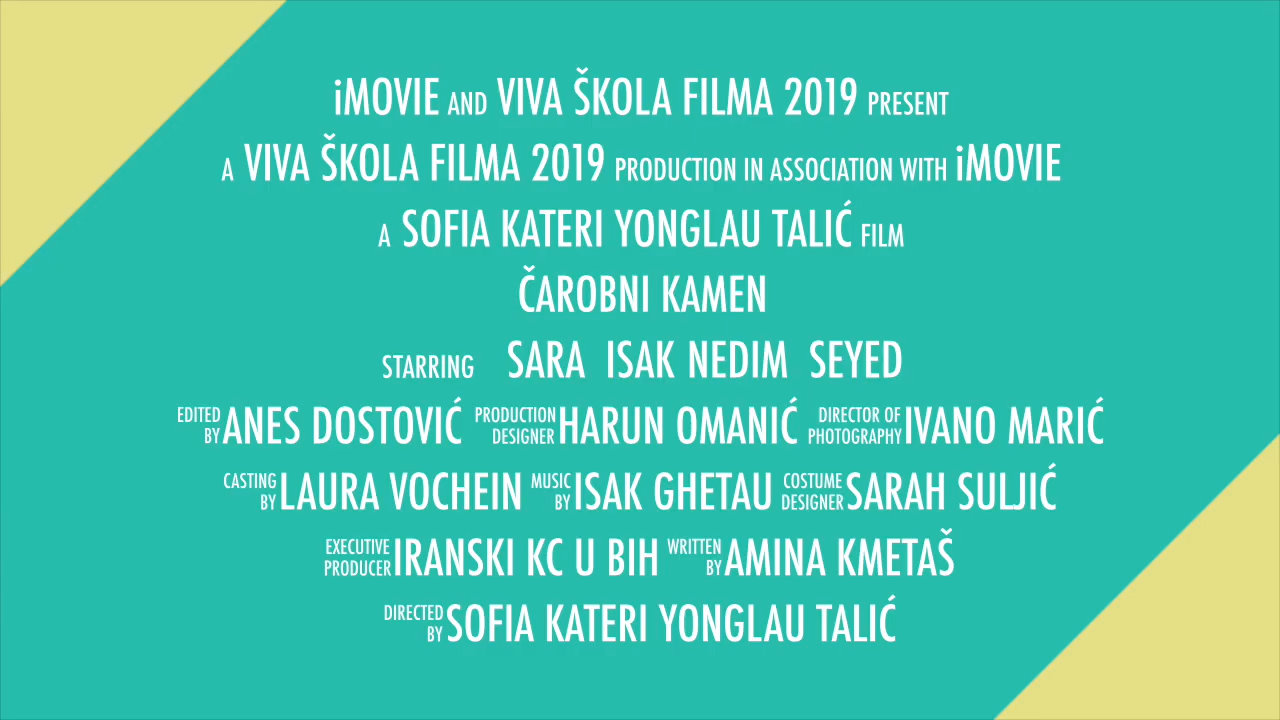 iMOVIE AND VIVA ŠKOLA FILMA 2019 PRESENT
A VIVA ŠKOLA FILMA 2019 PRODUCTION IN ASSOCIATION WITH iMOVIE
A SOFIA KATERI YONGLAU TALIĆ FILM
ČAROBNI KAMEN
STARRING SARA ISAK NEDIM SEYED
EDITED BY ANES DOSTOVIĆ PRODUCTION DESIGNER HARUN OMANIĆ DIRECTOR OF PHOTOGRAPHY IVANO MARIĆ
CASTING BY LAURA VOCHEIN MUSIC BY ISAK GHETAU COSTUME DESIGNER SARAH SULJIĆ
EXECUTIVE PRODUCER IRANSKI KC U BIH WRITTEN BY AMINA KMETAŠ
DIRECTED BY SOFIA KATERI YONGLAU TALIĆ